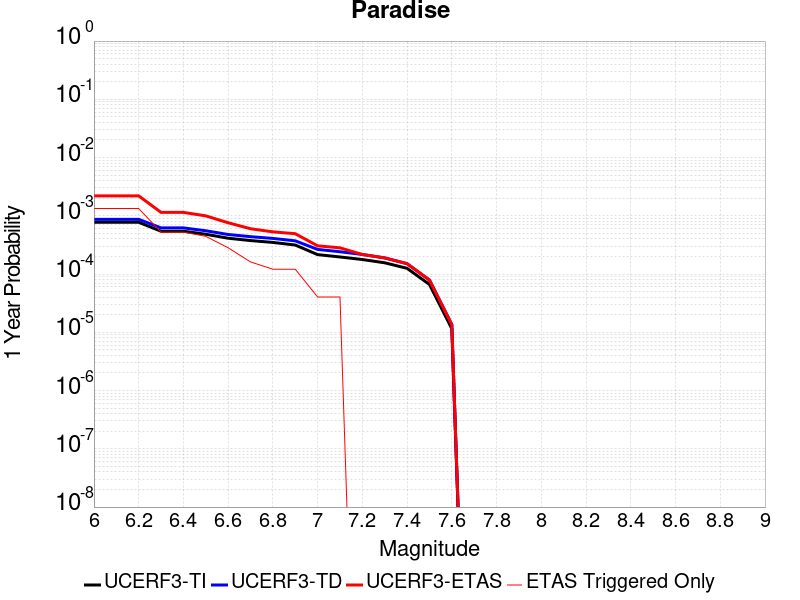 Paradise
10^0
10^-1
10^-2
10^-3
10^-4
10^-5
10^-6
10^-7
10^-8
1 Year Probability
6 6.2 6.4 6.6 6.8 7 7.2 7.4 7.6 7.8 8 8.2 8.4 8.6 8.8 9
Magnitude
UCERF3-TI UCERF3-TD UCERF3-ETAS ETAS Triggered Only